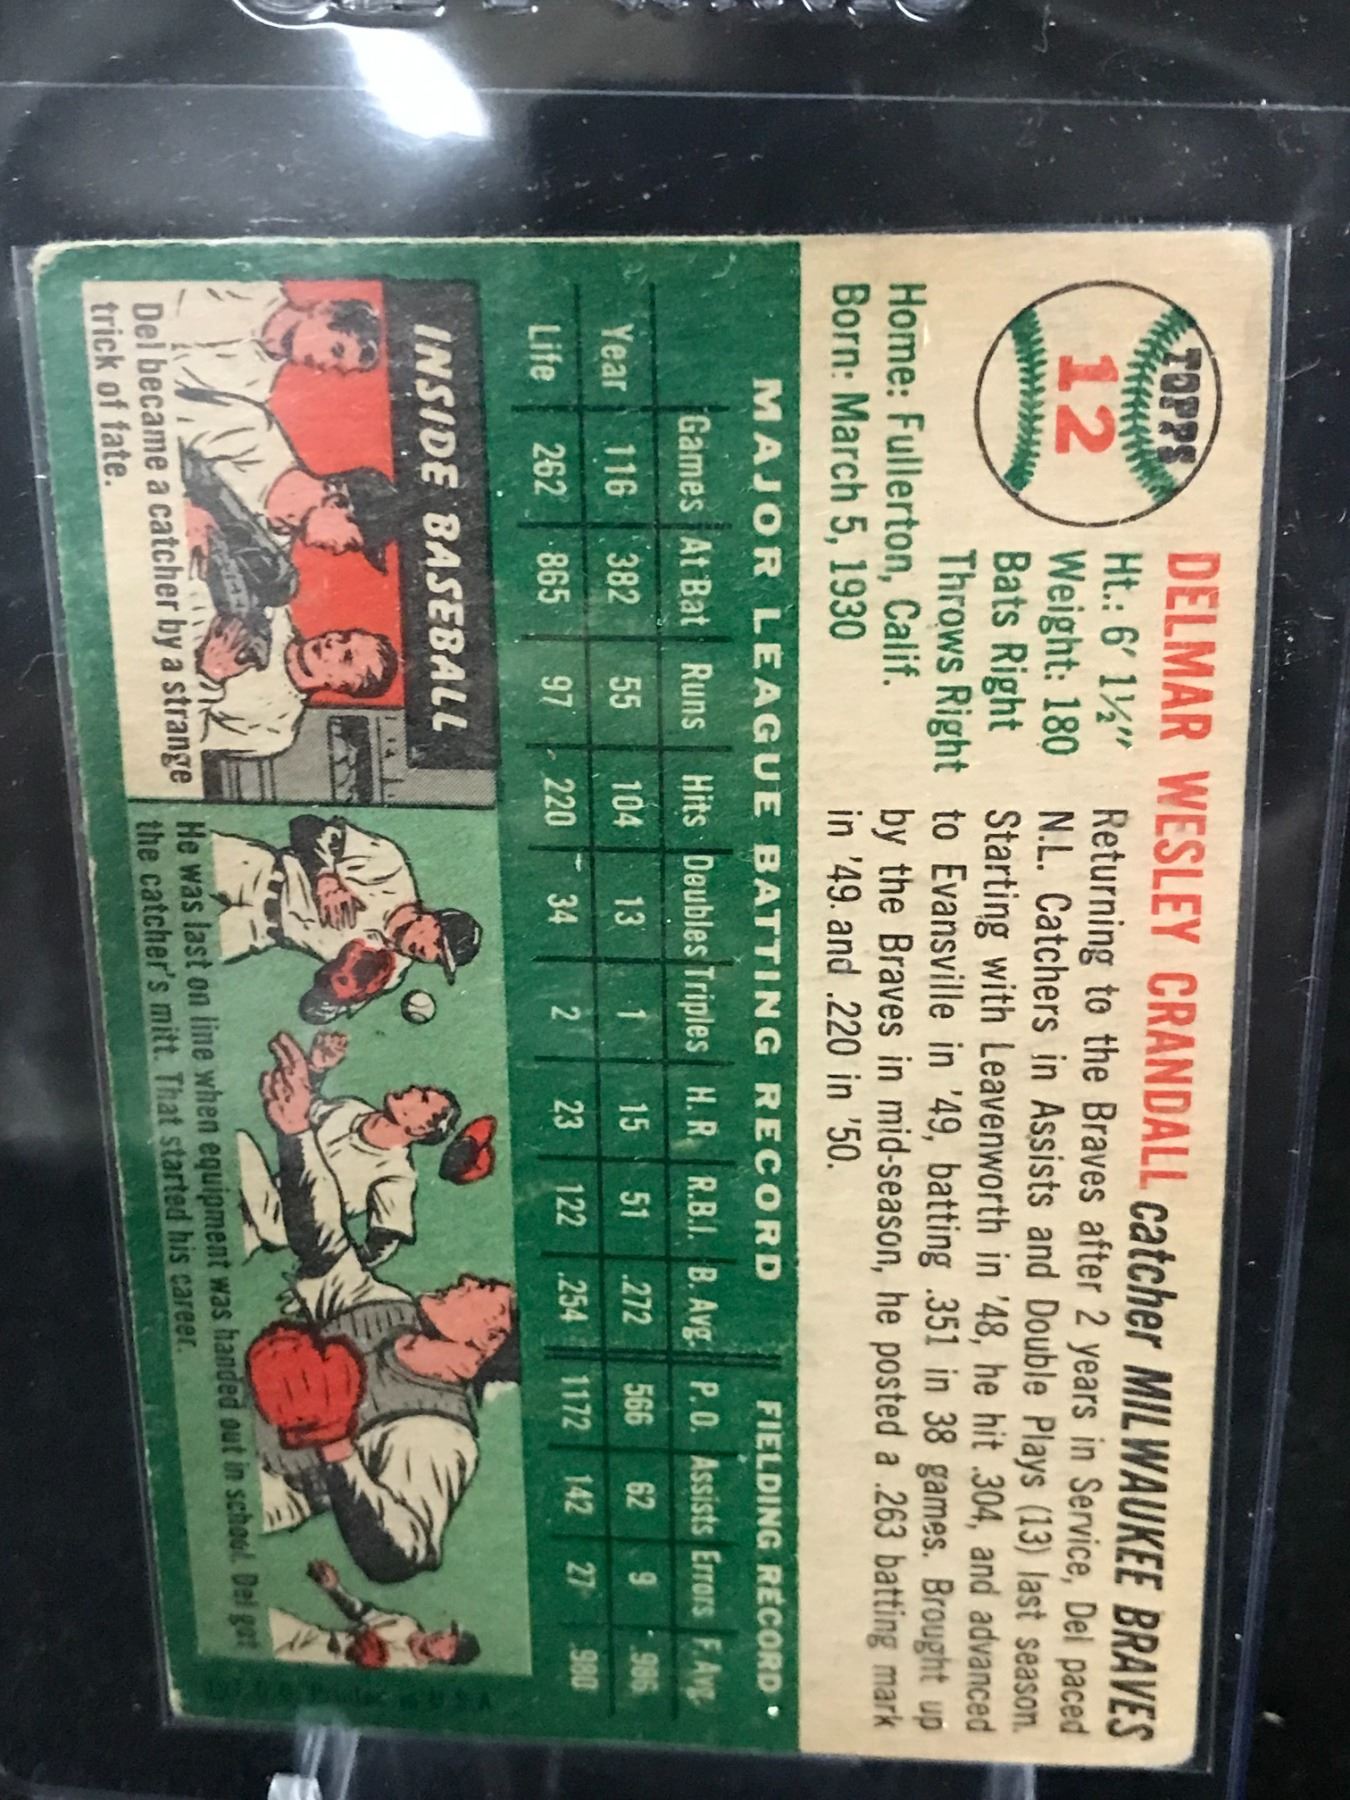 TOPPS
12
DELMAR WESLEY CRANDALL catcher MILWAUKEE BRAVES
Ht.: 6' 1½"
Weight: 180
Bats Right
Throws Right
Home: Fullerton, Calif.
Born: March 5, 1930
Returning to the Braves after 2 years in Service, Del paced
N.L. Catchers in Assists and Double Plays (13) last season.
Starting with Leavenworth in '48, he hit .304, and advanced
to Evansville in '49, batting .351 in 38 games. Brought up
by the Braves in mid-season, he posted a .263 batting mark
in '49 and .220 in '50.
MAJOR LEAGUE BATTING RECORD FIELDING RECORD
Games At Bat Runs Hits Doubles Triples H.R. R.B.I. B. Avg. P.O. Assists Errors F. Avg.
Year 116 382 55 104 13 1 15 51 .272 566 62 9 .986
Life 262 865 97 220 34 2 23 122 .254 1172 142 27 .980
INSIDE BASEBALL
Del became a catcher by a strange
trick of fate.
He was last on line when equipment was handed out in school. Del got
the catcher's mitt. That started his career.